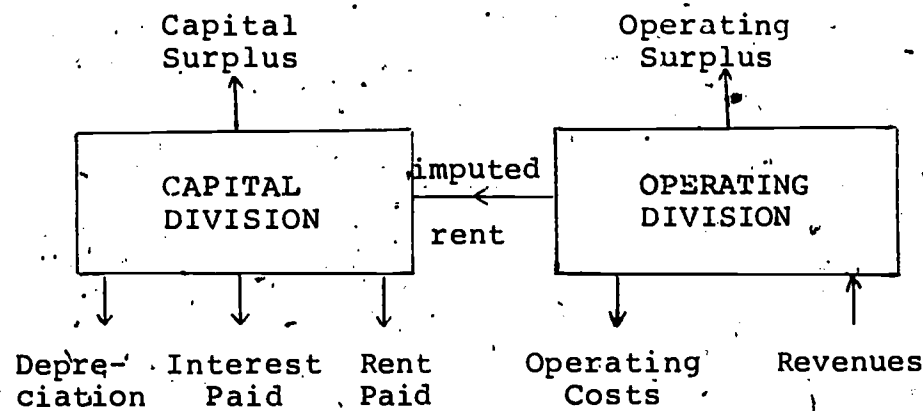 Capital
Surplus
Operating
Surplus
CAPITAL
DIVISION
imputed
rent
OPERATING
DIVISION
Depre-
ciation
Interest
Paid
Rent
Paid
Operating
Costs
Revenues